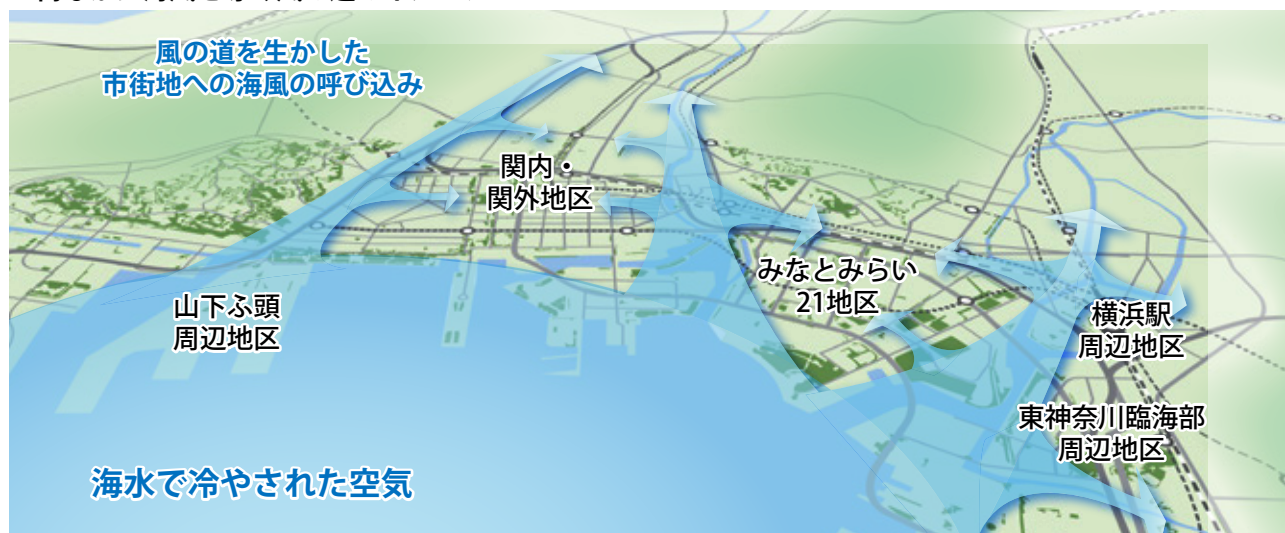 風の道を生かした
市街地への海風の呼び込み
関内・
関外地区
みなとみらい
21地区
山下ふ頭
周辺地区
横浜駅
周辺地区
東神奈川臨海部
周辺地区
海水で冷やされた空気